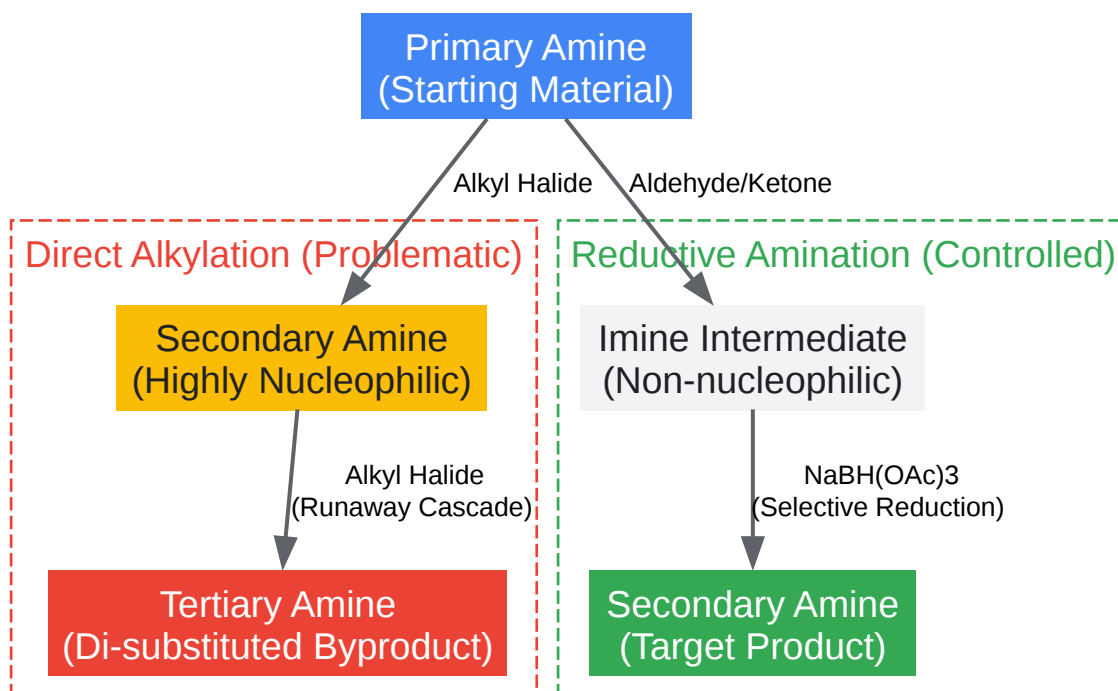 Primary Amine
(Starting Material)
Alkyl Halide
Aldehyde/Ketone
Direct Alkylation (Problematic)
Reductive Amination (Controlled)
Secondary Amine
(Highly Nucleophilic)
Imine Intermediate
(Non-nucleophilic)
Alkyl Halide
(Runaway Cascade)
NaBH(OAc)3
(Selective Reduction)
Tertiary Amine
(Di-substituted Byproduct)
Secondary Amine
(Target Product)